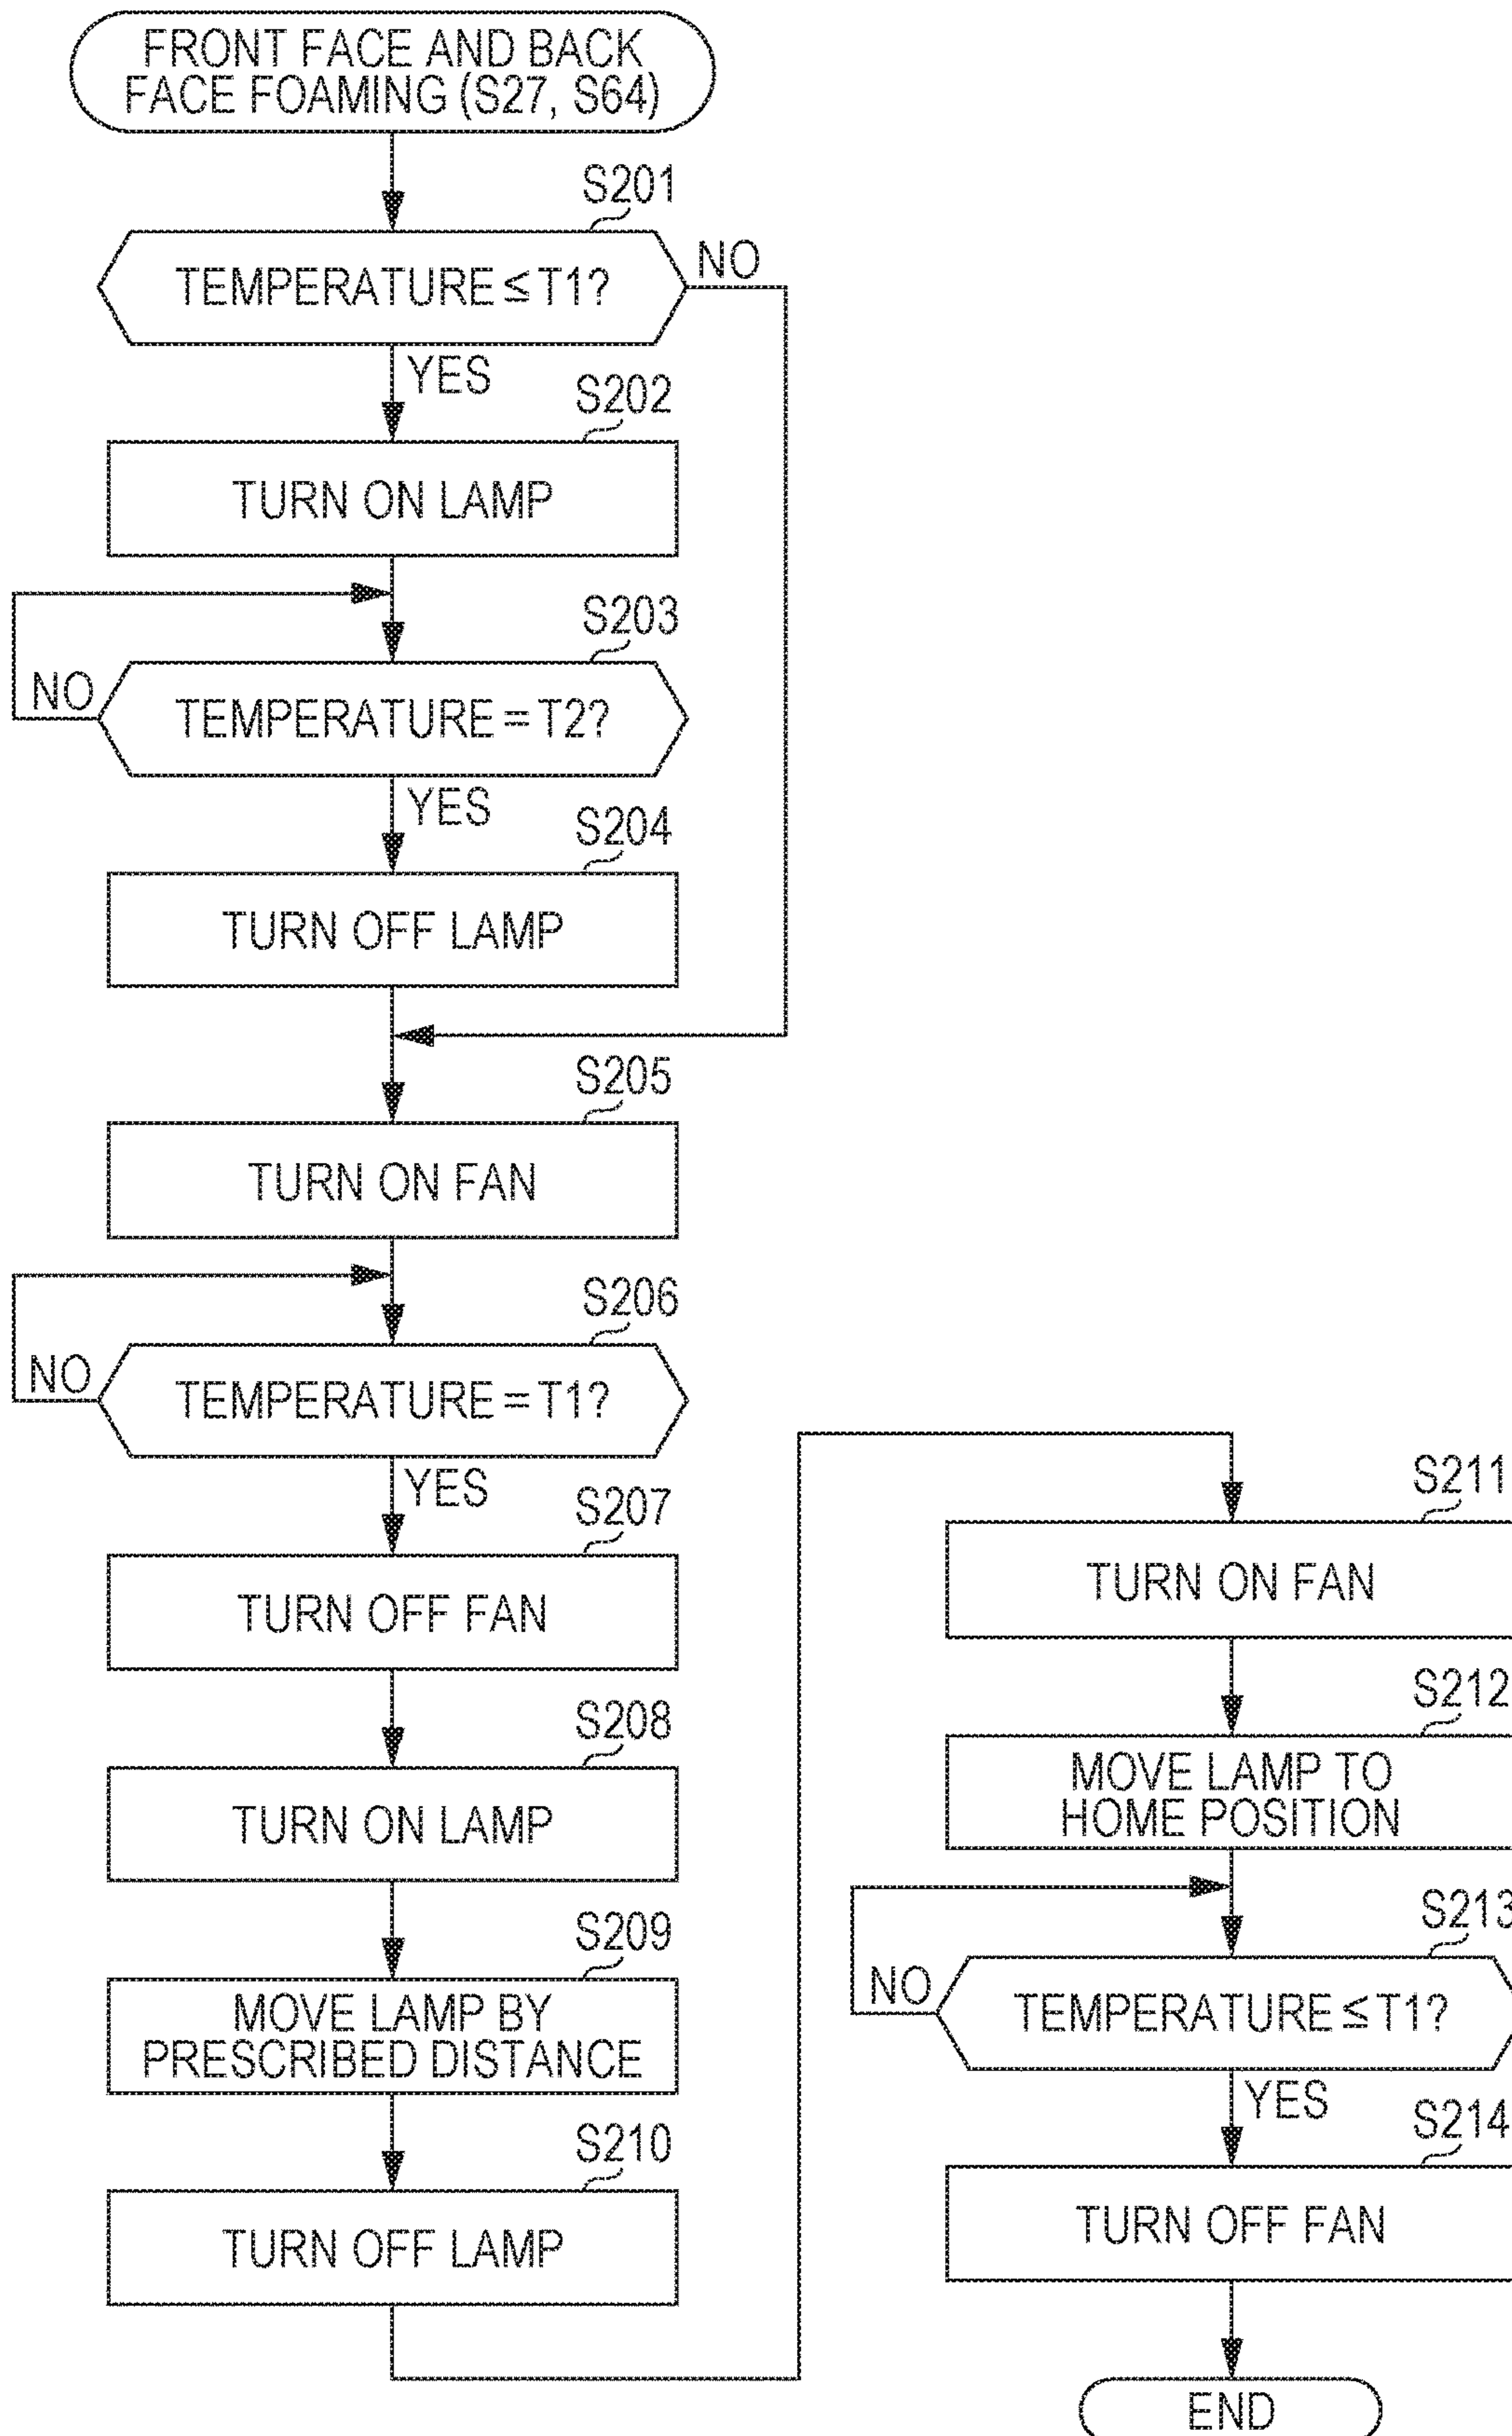 FRONT FACE AND BACK
FACE FOAMING (S27, S64)
S201
TEMPERATURE ≤ T1?
NO
YES
S202
TURN ON LAMP
S203
NO
TEMPERATURE = T2?
YES
S204
TURN OFF LAMP
S205
TURN ON FAN
S206
NO
TEMPERATURE = T1?
YES
S207
TURN OFF FAN
S208
TURN ON LAMP
S209
MOVE LAMP BY
PRESCRIBED DISTANCE
S210
TURN OFF LAMP
S211
TURN ON FAN
S212
MOVE LAMP TO
HOME POSITION
S213
NO
TEMPERATURE ≤ T1?
YES
S214
TURN OFF FAN
END